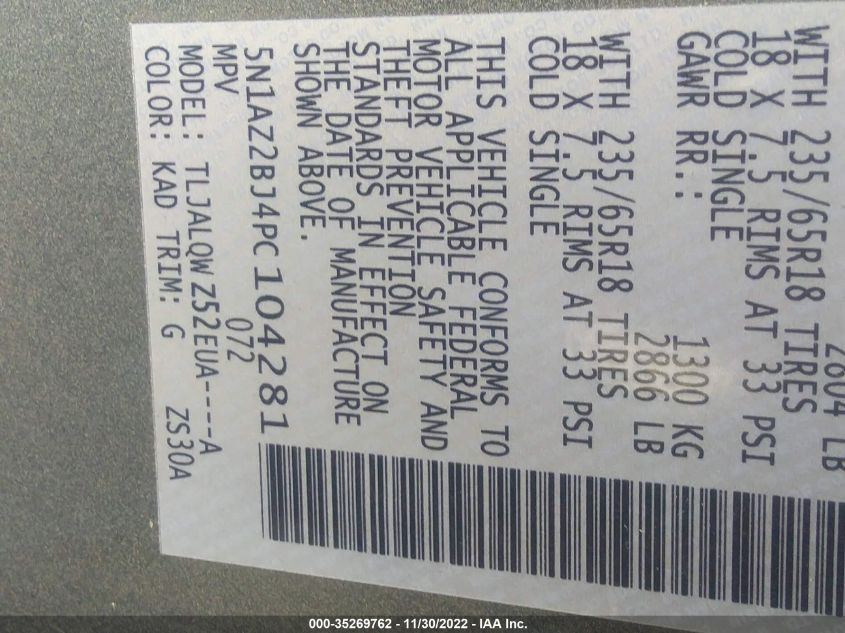 2804 LB
WITH 235/65R18 TIRES
18 X 7.5 RIMS AT 33 PSI
COLD SINGLE
GAWR RR.: 1300 KG
2866 LB
WITH 235/65R18 TIRES
18 X 7.5 RIMS AT 33 PSI
COLD SINGLE
THIS VEHICLE CONFORMS TO
ALL APPLICABLE FEDERAL
MOTOR VEHICLE SAFETY AND
THEFT PREVENTION
STANDARDS IN EFFECT ON
THE DATE OF MANUFACTURE
SHOWN ABOVE.
5N1AZ2BJ4PC104281
MPV 072
MODEL: TLJALQW Z52EUA----A
COLOR: KAD TRIM: G ZS30A
000-35269762 - 11/30/2022 - IAA Inc.